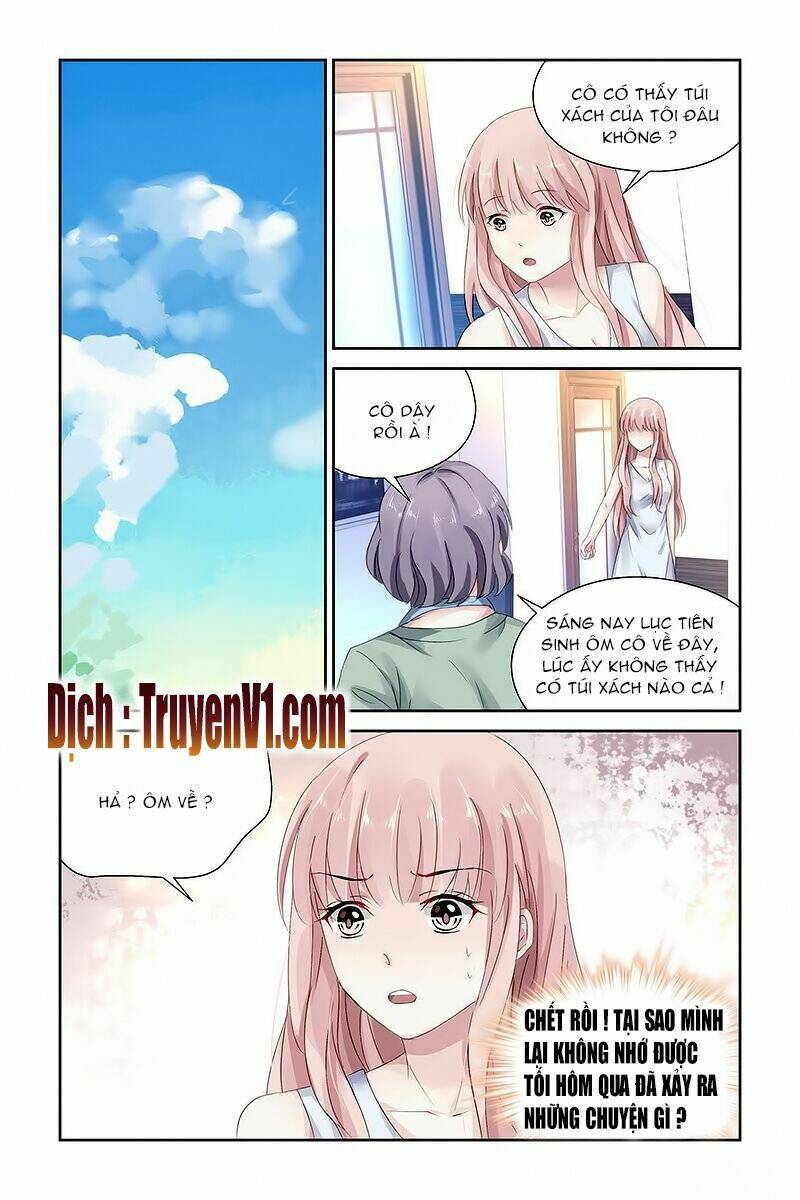 CÔ CÓ THẤY TÚI
XÁCH CỦA TÔI ĐÂU
KHÔNG ?
CÔ DẬY
RỒI À !
SÁNG NAY LỤC TIÊN
SINH ÔM CÔ VỀ ĐÂY,
LÚC ẤY KHÔNG THẤY
CÓ TÚI XÁCH NÀO CẢ !
Dịch : TruyenV1.com
HẢ ? ÔM VỀ ?
CHẾT RỒI ! TẠI SAO MÌNH
LẠI KHÔNG NHỚ ĐƯỢC
TỐI HÔM QUA ĐÃ XẢY RA
NHỮNG CHUYỆN GÌ ?